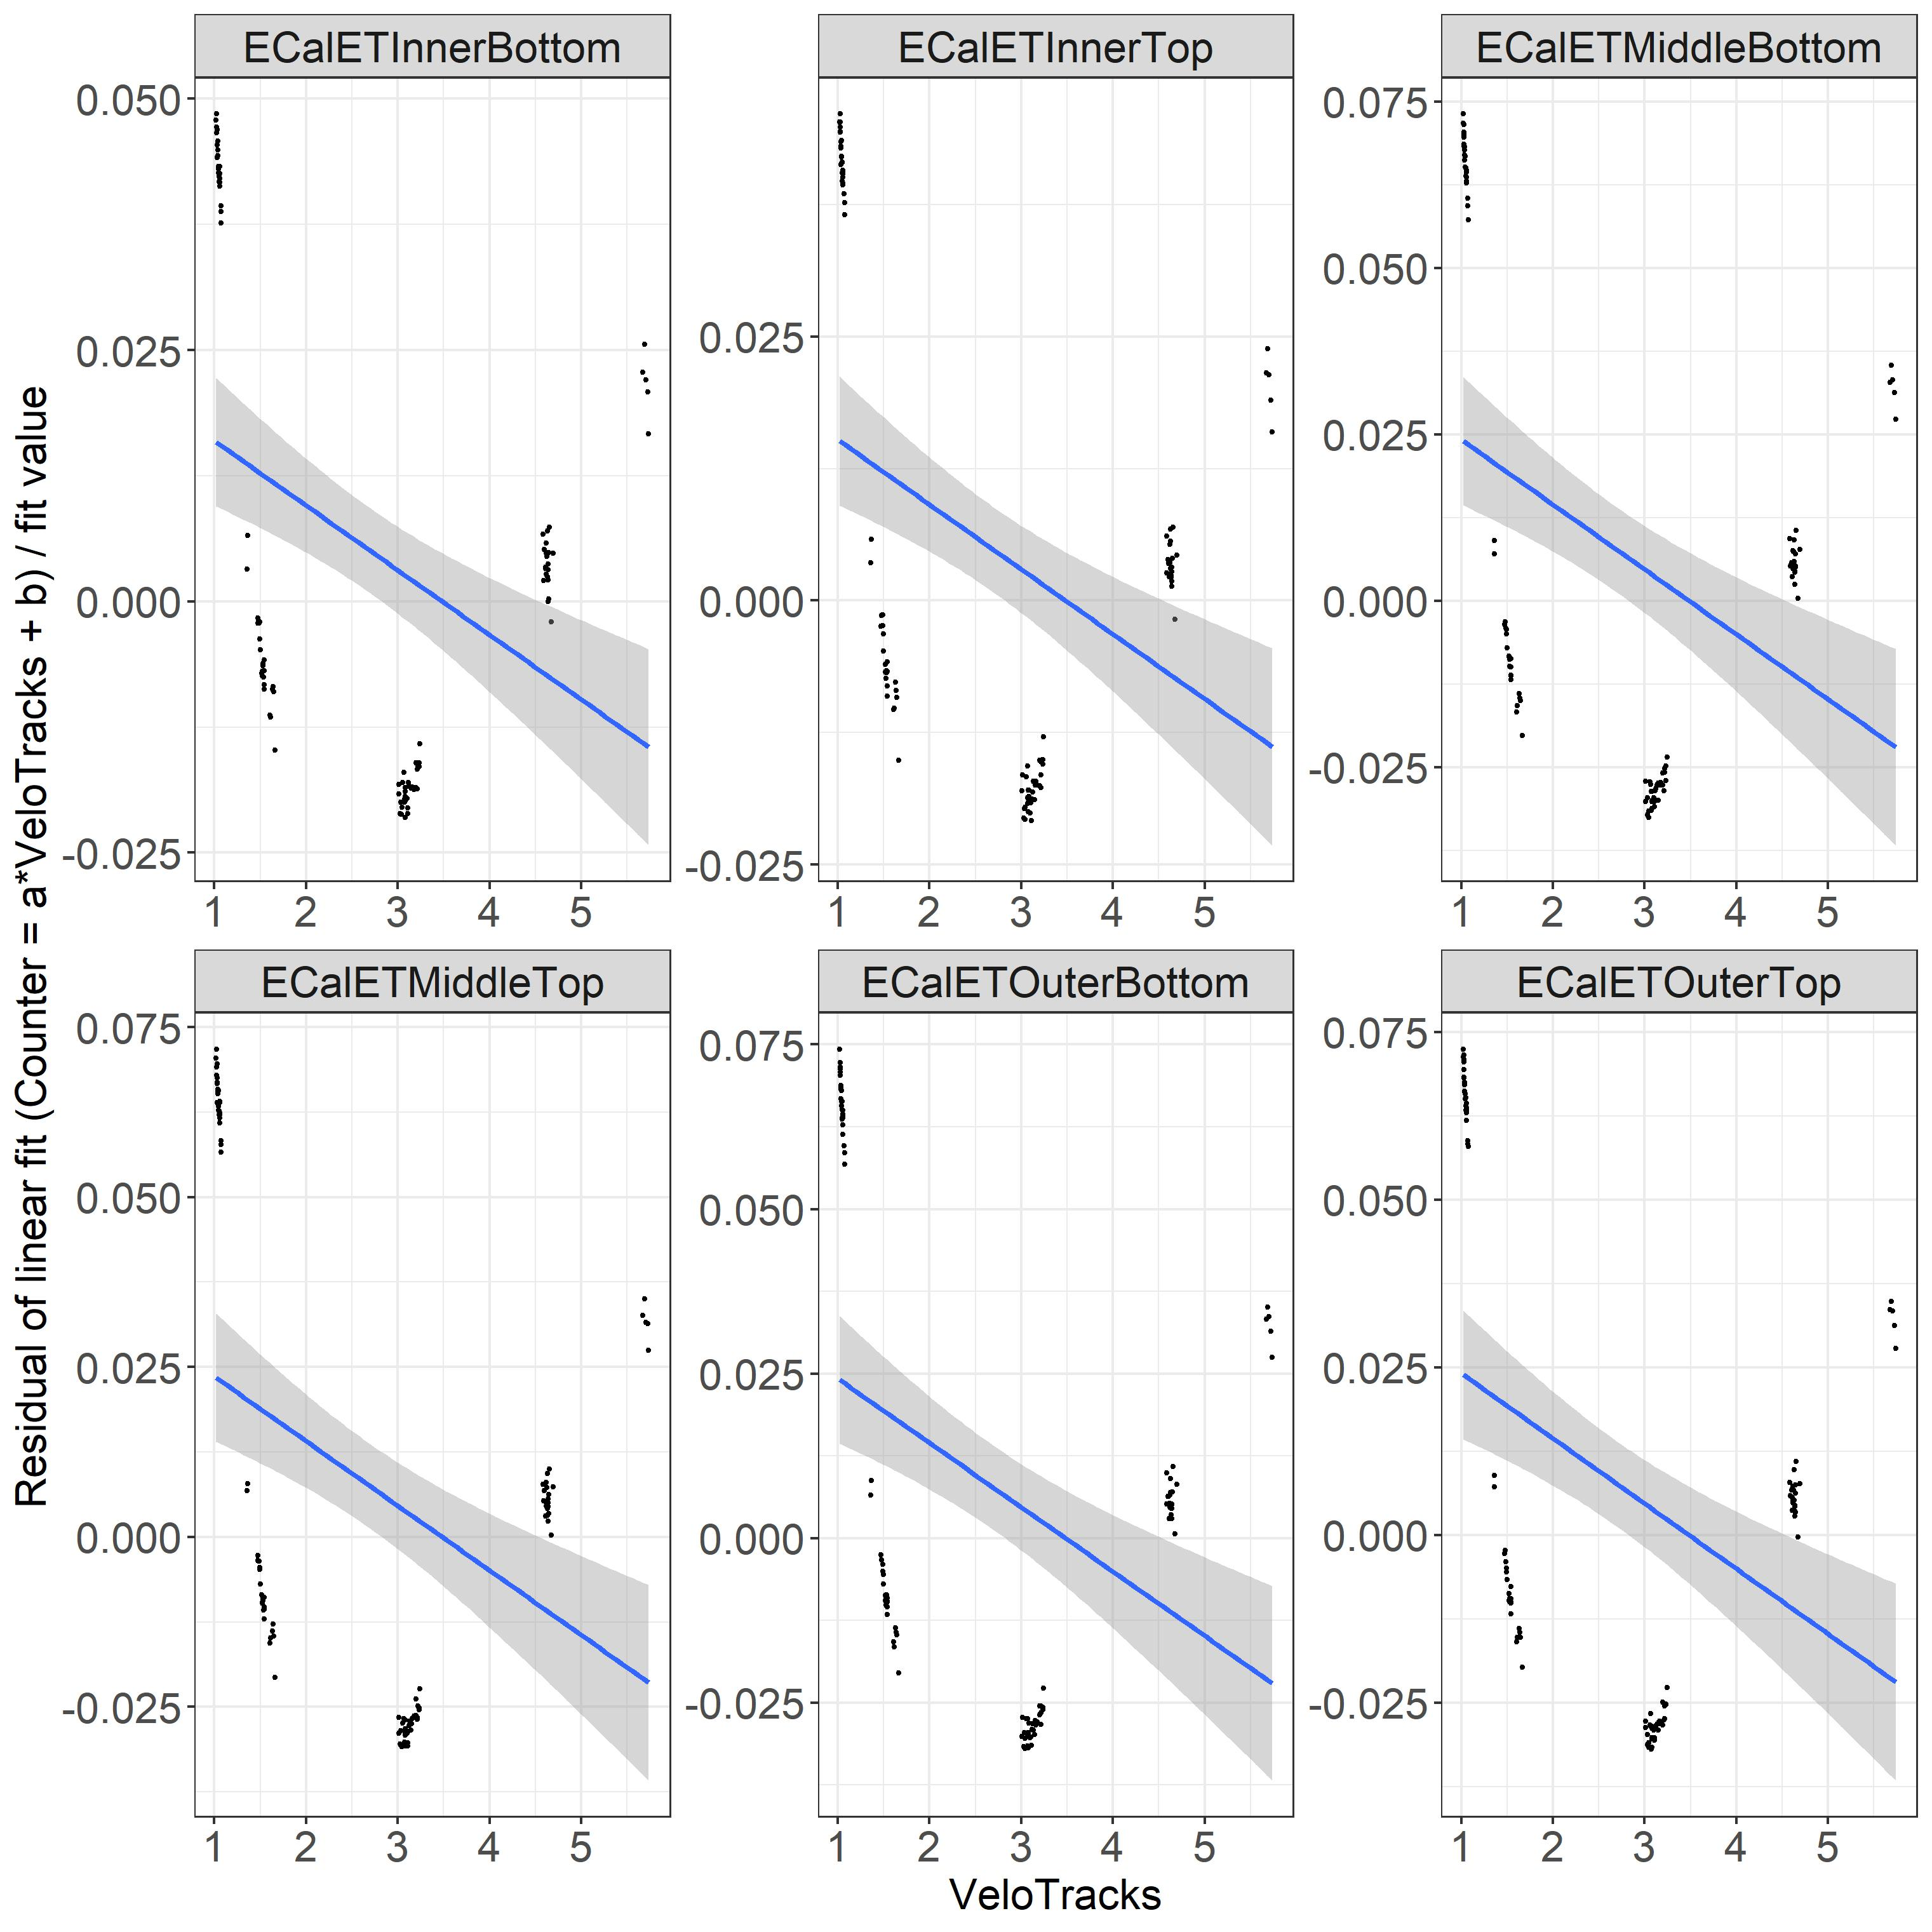 ECalETInnerBottom
ECalETInnerTop
ECalETMiddleBottom
0.050
0.025
0.000
-0.025
0.025
0.000
-0.025
0.075
0.050
0.025
0.000
-0.025
1 2 3 4 5
1 2 3 4 5
1 2 3 4 5
ECalETMiddleTop
ECalETOuterBottom
ECalETOuterTop
0.075
0.050
0.025
0.000
-0.025
0.075
0.050
0.025
0.000
-0.025
0.075
0.050
0.025
0.000
-0.025
1 2 3 4 5
1 2 3 4 5
1 2 3 4 5
VeloTracks
Residual of linear fit (Counter = a*VeloTracks + b) / fit value